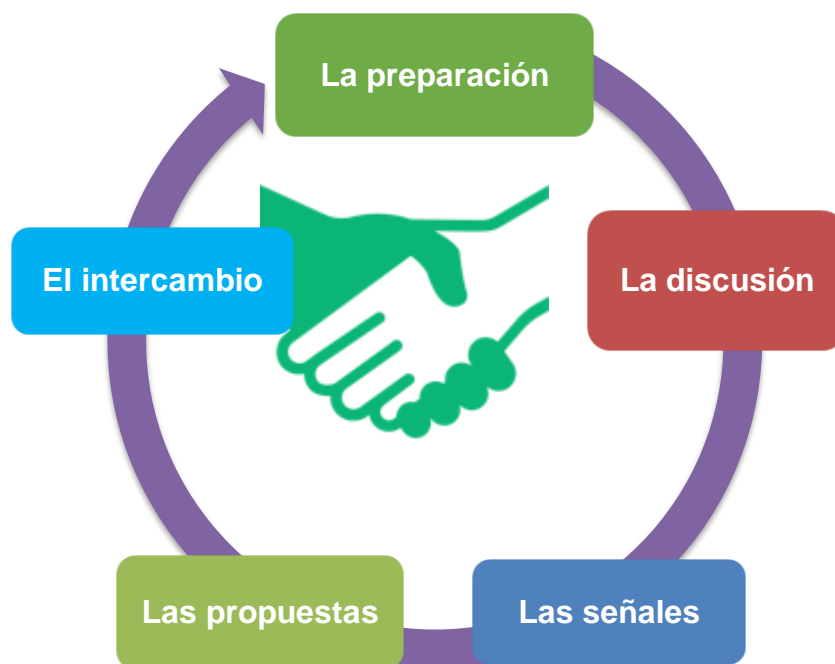 La preparación
La discusión
Las señales
Las propuestas
El intercambio